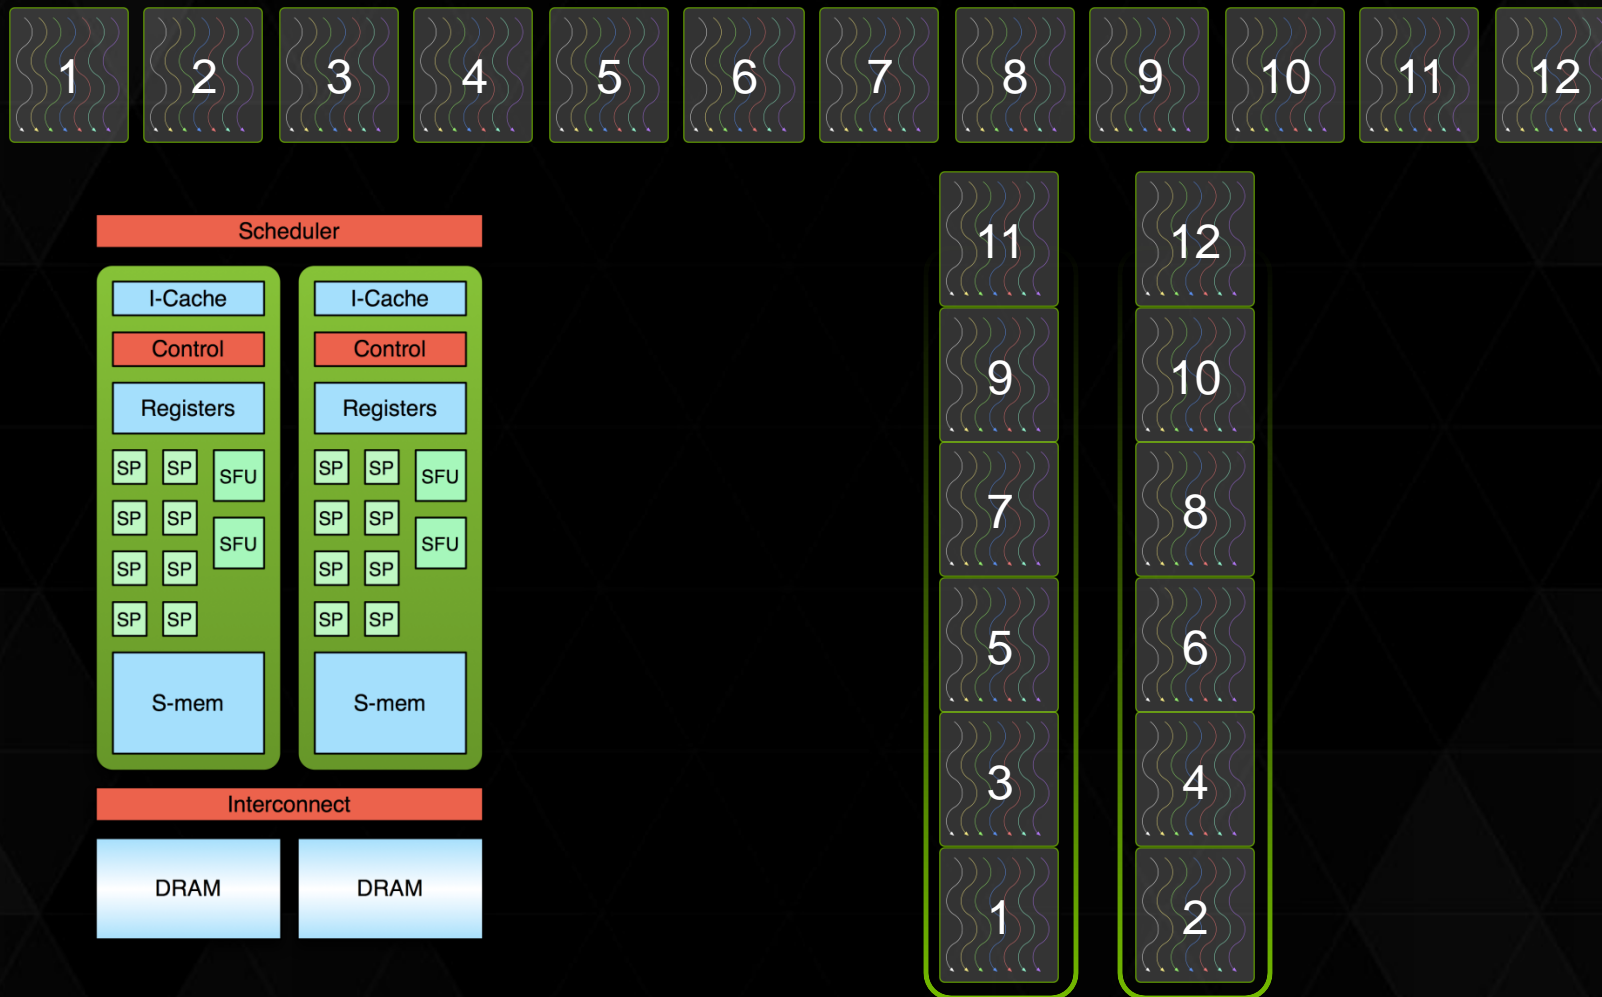 1 2 3 4 5 6 7 8 9 10 11 12
Scheduler
I-Cache
Control
Registers
SP SP SFU
SP SP SFU
SP SP
SP SP
S-mem
I-Cache
Control
Registers
SP SP SFU
SP SP SFU
SP SP
SP SP
S-mem
Interconnect
DRAM DRAM
11 12
9 10
7 8
5 6
3 4
1 2